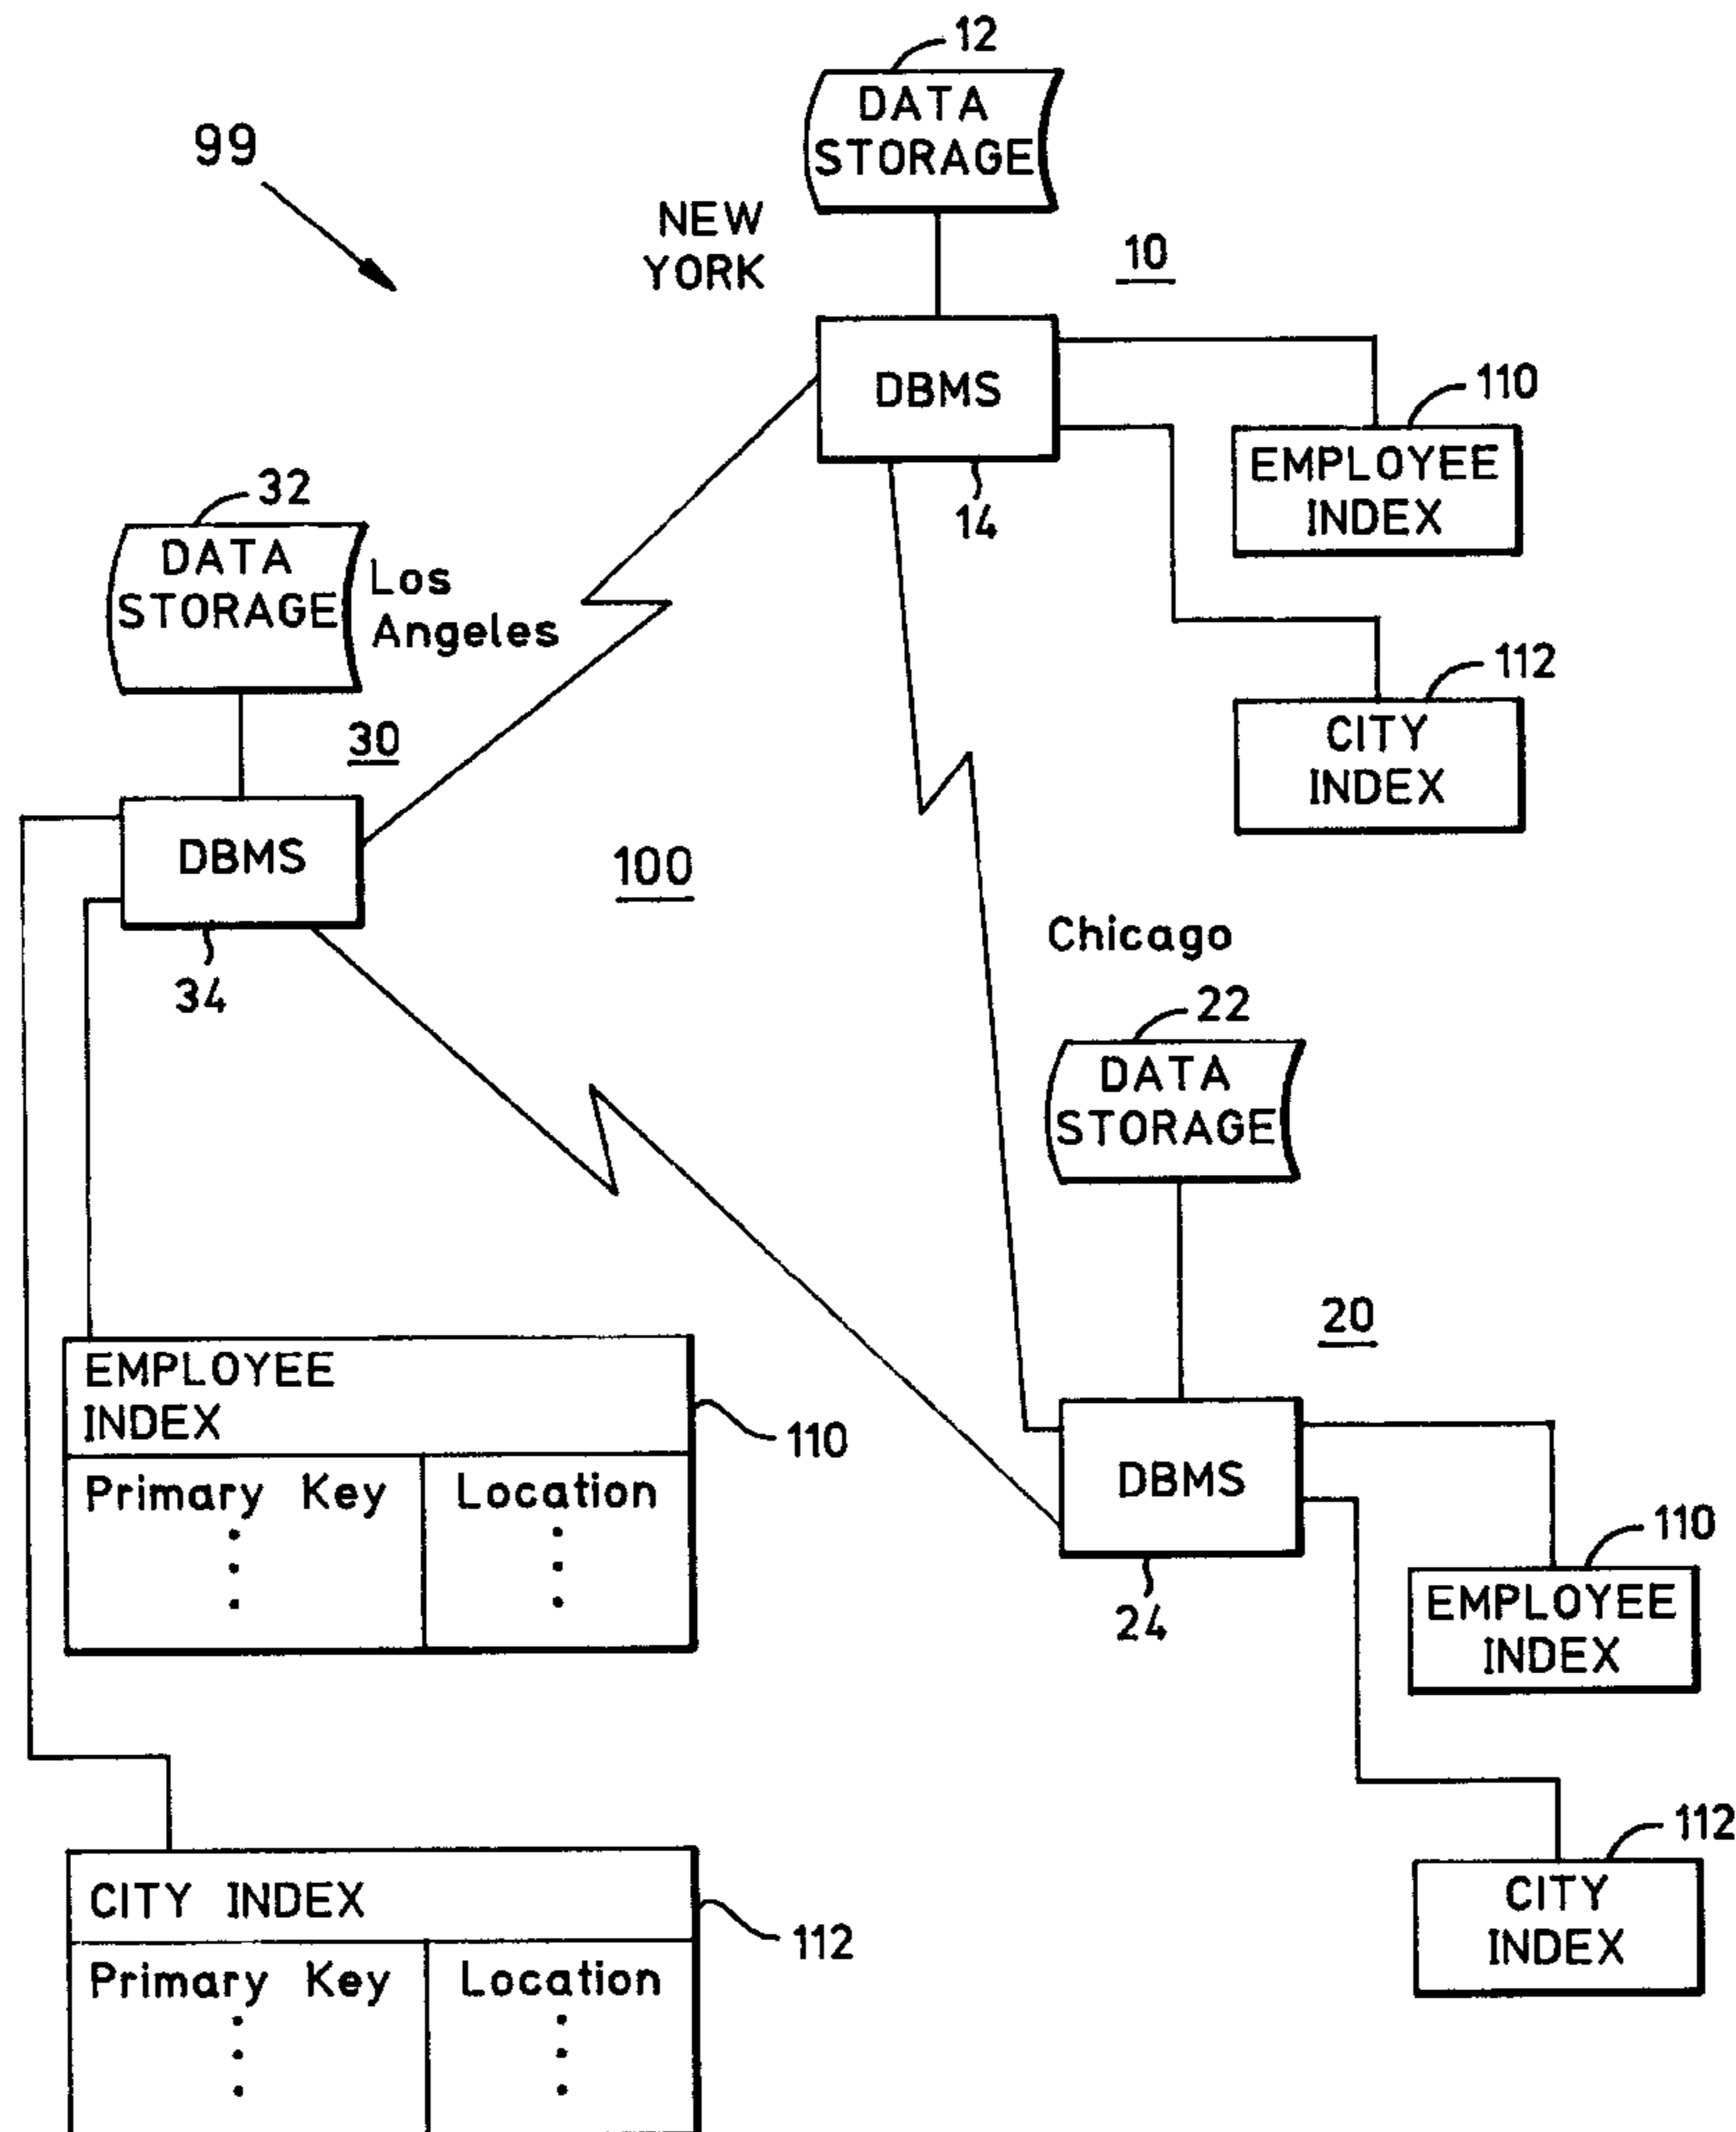 12
DATA
STORAGE
99
NEW
YORK
10
DBMS
14
110
EMPLOYEE
INDEX
112
CITY
INDEX
32
DATA
STORAGE
Los
Angeles
30
DBMS
34
100
Chicago
22
DATA
STORAGE
20
DBMS
24
110
EMPLOYEE
INDEX
112
CITY
INDEX
EMPLOYEE
INDEX
110
Primary Key Location
CITY INDEX
112
Primary Key Location